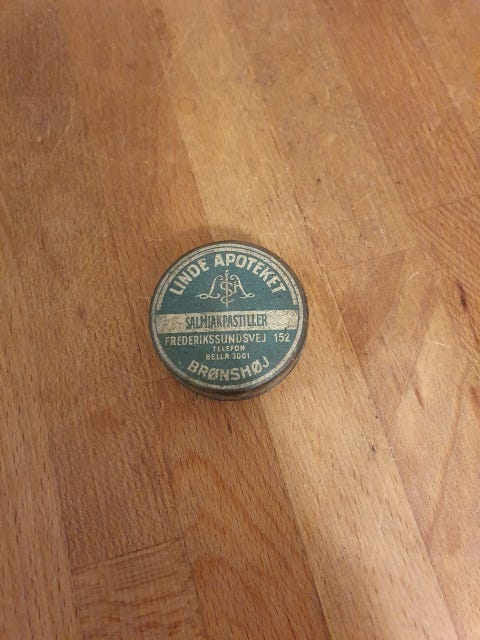 LINDE APOTEKET
LSA
SALMIAKPASTILLER
FREDERIKSSUNDSVEJ 152
TELEFON
BELLA 3001
BRØNSHØJ